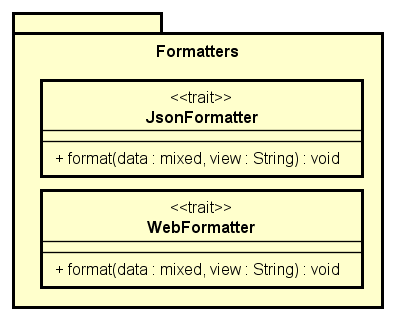 Formatters
<<trait>>
JsonFormatter
+ format(data : mixed, view : String) : void
<<trait>>
WebFormatter
+ format(data : mixed, view : String) : void